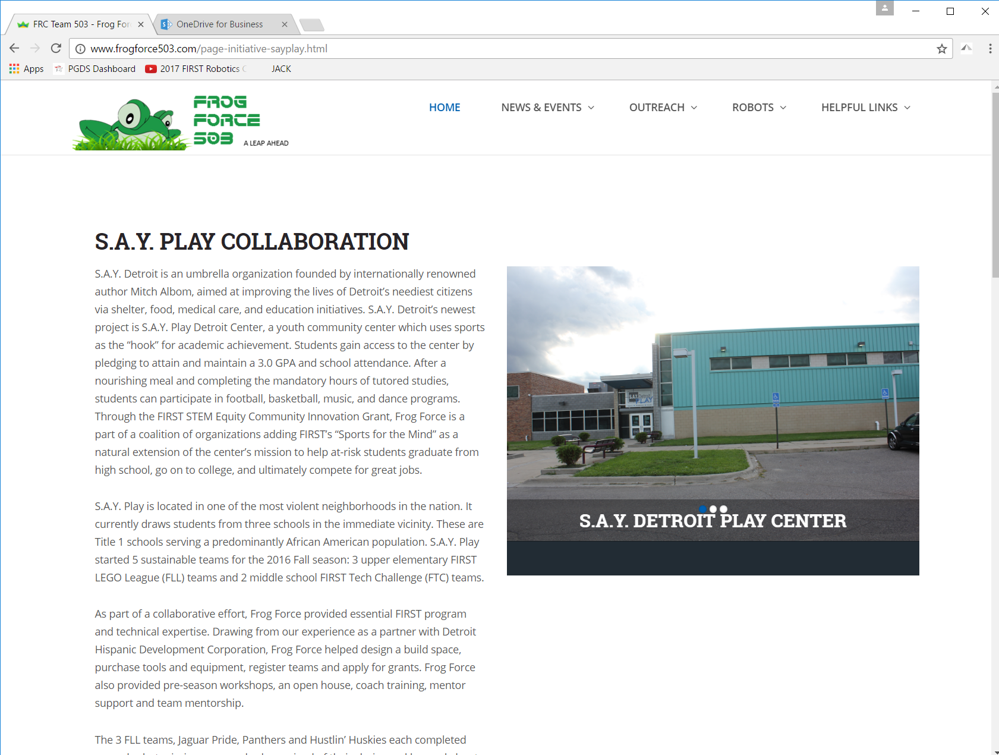 FRC Team 503 - Frog For
OneDrive for Business
www.frogforce503.com/page-initiative-sayplay.html
Apps
PGDS Dashboard
2017 FIRST Robotics
JACK
FROG
FORCE
503
A LEAP AHEAD
HOME
NEWS & EVENTS
OUTREACH
ROBOTS
HELPFUL LINKS
S.A.Y. PLAY COLLABORATION
S.A.Y. Detroit is an umbrella organization founded by internationally renowned
author Mitch Albom, aimed at improving the lives of Detroit’s neediest citizens
via shelter, food, medical care, and education initiatives. S.A.Y. Detroit’s newest
project is S.A.Y. Play Detroit Center, a youth community center which uses sports
as the “hook” for academic achievement. Students gain access to the center by
pledging to attain and maintain a 3.0 GPA and school attendance. After a
nourishing meal and completing the mandatory hours of tutored studies,
students can participate in football, basketball, music, and dance programs.
Through the FIRST STEM Equity Community Innovation Grant, Frog Force is a
part of a coalition of organizations adding FIRST’s “Sports for the Mind” as a
natural extension of the center’s mission to help at-risk students graduate from
high school, go on to college, and ultimately compete for great jobs.
S.A.Y. Play is located in one of the most violent neighborhoods in the nation. It
currently draws students from three schools in the immediate vicinity. These are
Title 1 schools serving a predominantly African American population. S.A.Y. Play
started 5 sustainable teams for the 2016 Fall season: 3 upper elementary FIRST
LEGO League (FLL) teams and 2 middle school FIRST Tech Challenge (FTC) teams.
As part of a collaborative effort, Frog Force provided essential FIRST program
and technical expertise. Drawing from our experience as a partner with Detroit
Hispanic Development Corporation, Frog Force helped design a build space,
purchase tools and equipment, register teams and apply for grants. Frog Force
also provided pre-season workshops, an open house, coach training, mentor
support and team mentorship.
The 3 FLL teams, Jaguar Pride, Panthers and Hustlin’ Huskies each completed
S.A.Y. Detroit
PLAY
S.A.Y. DETROIT PLAY CENTER